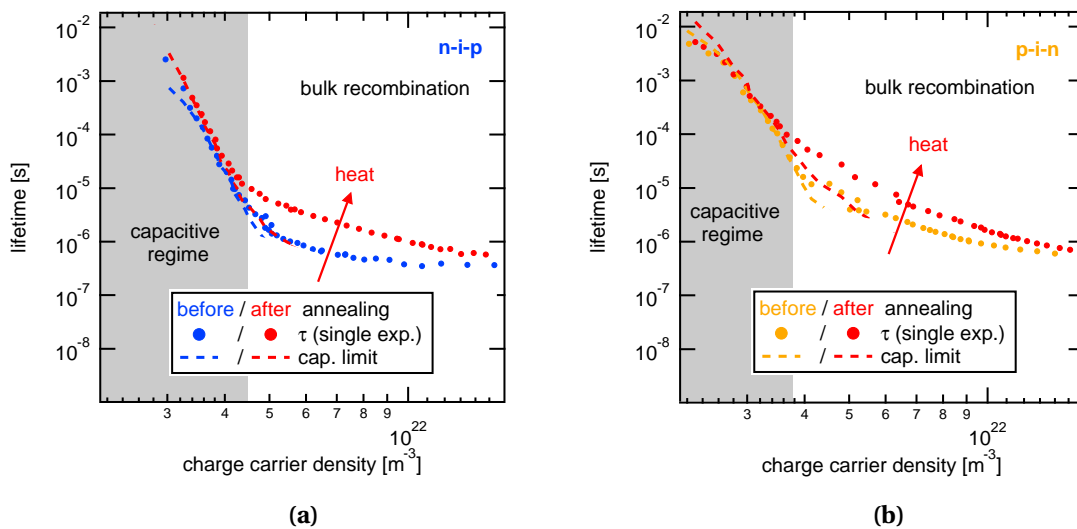 n-i-p
bulk recombination
heat
capacitive
regime
before / after annealing
/ τ (single exp.)
/ cap. limit
lifetime [s]
10⁻²
10⁻³
10⁻⁴
10⁻⁵
10⁻⁶
10⁻⁷
10⁻⁸
3 4 5 6 7 8 9
10²²
charge carrier density [m⁻³]
(a)
p-i-n
bulk recombination
heat
capacitive
regime
before / after annealing
/ τ (single exp.)
/ cap. limit
lifetime [s]
10⁻²
10⁻³
10⁻⁴
10⁻⁵
10⁻⁶
10⁻⁷
10⁻⁸
3 4 5 6 7 8 9
10²²
charge carrier density [m⁻³]
(b)